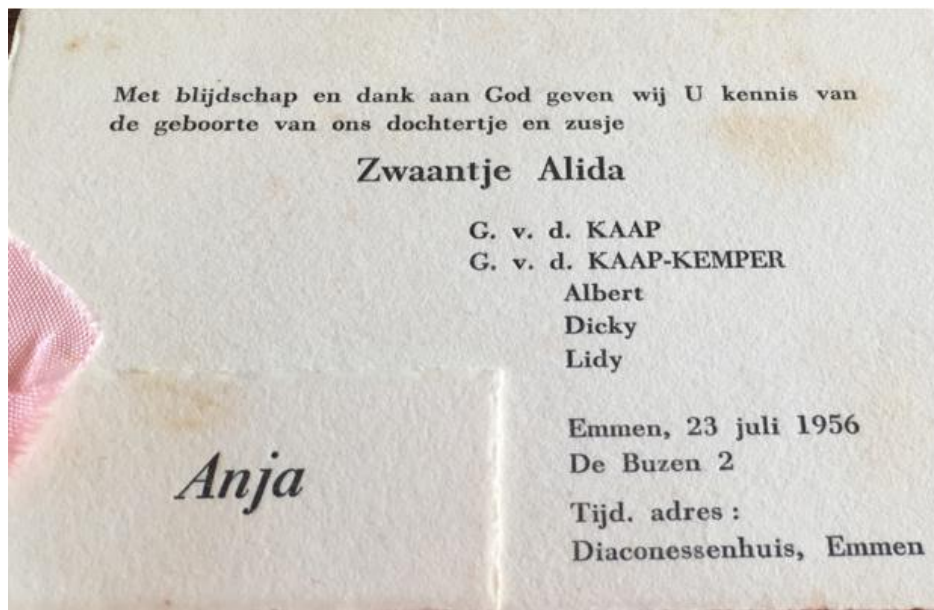 Met blijdschap en dank aan God geven wij U kennis van
de geboorte van ons dochtertje en zusje
Zwaantje Alida
G. v. d. KAAP
G. v. d. KAAP-KEMPER
Albert
Dicky
Lidy
Anja
Emmen, 23 juli 1956
De Buzen 2
Tijd. adres :
Diaconessenhuis, Emmen